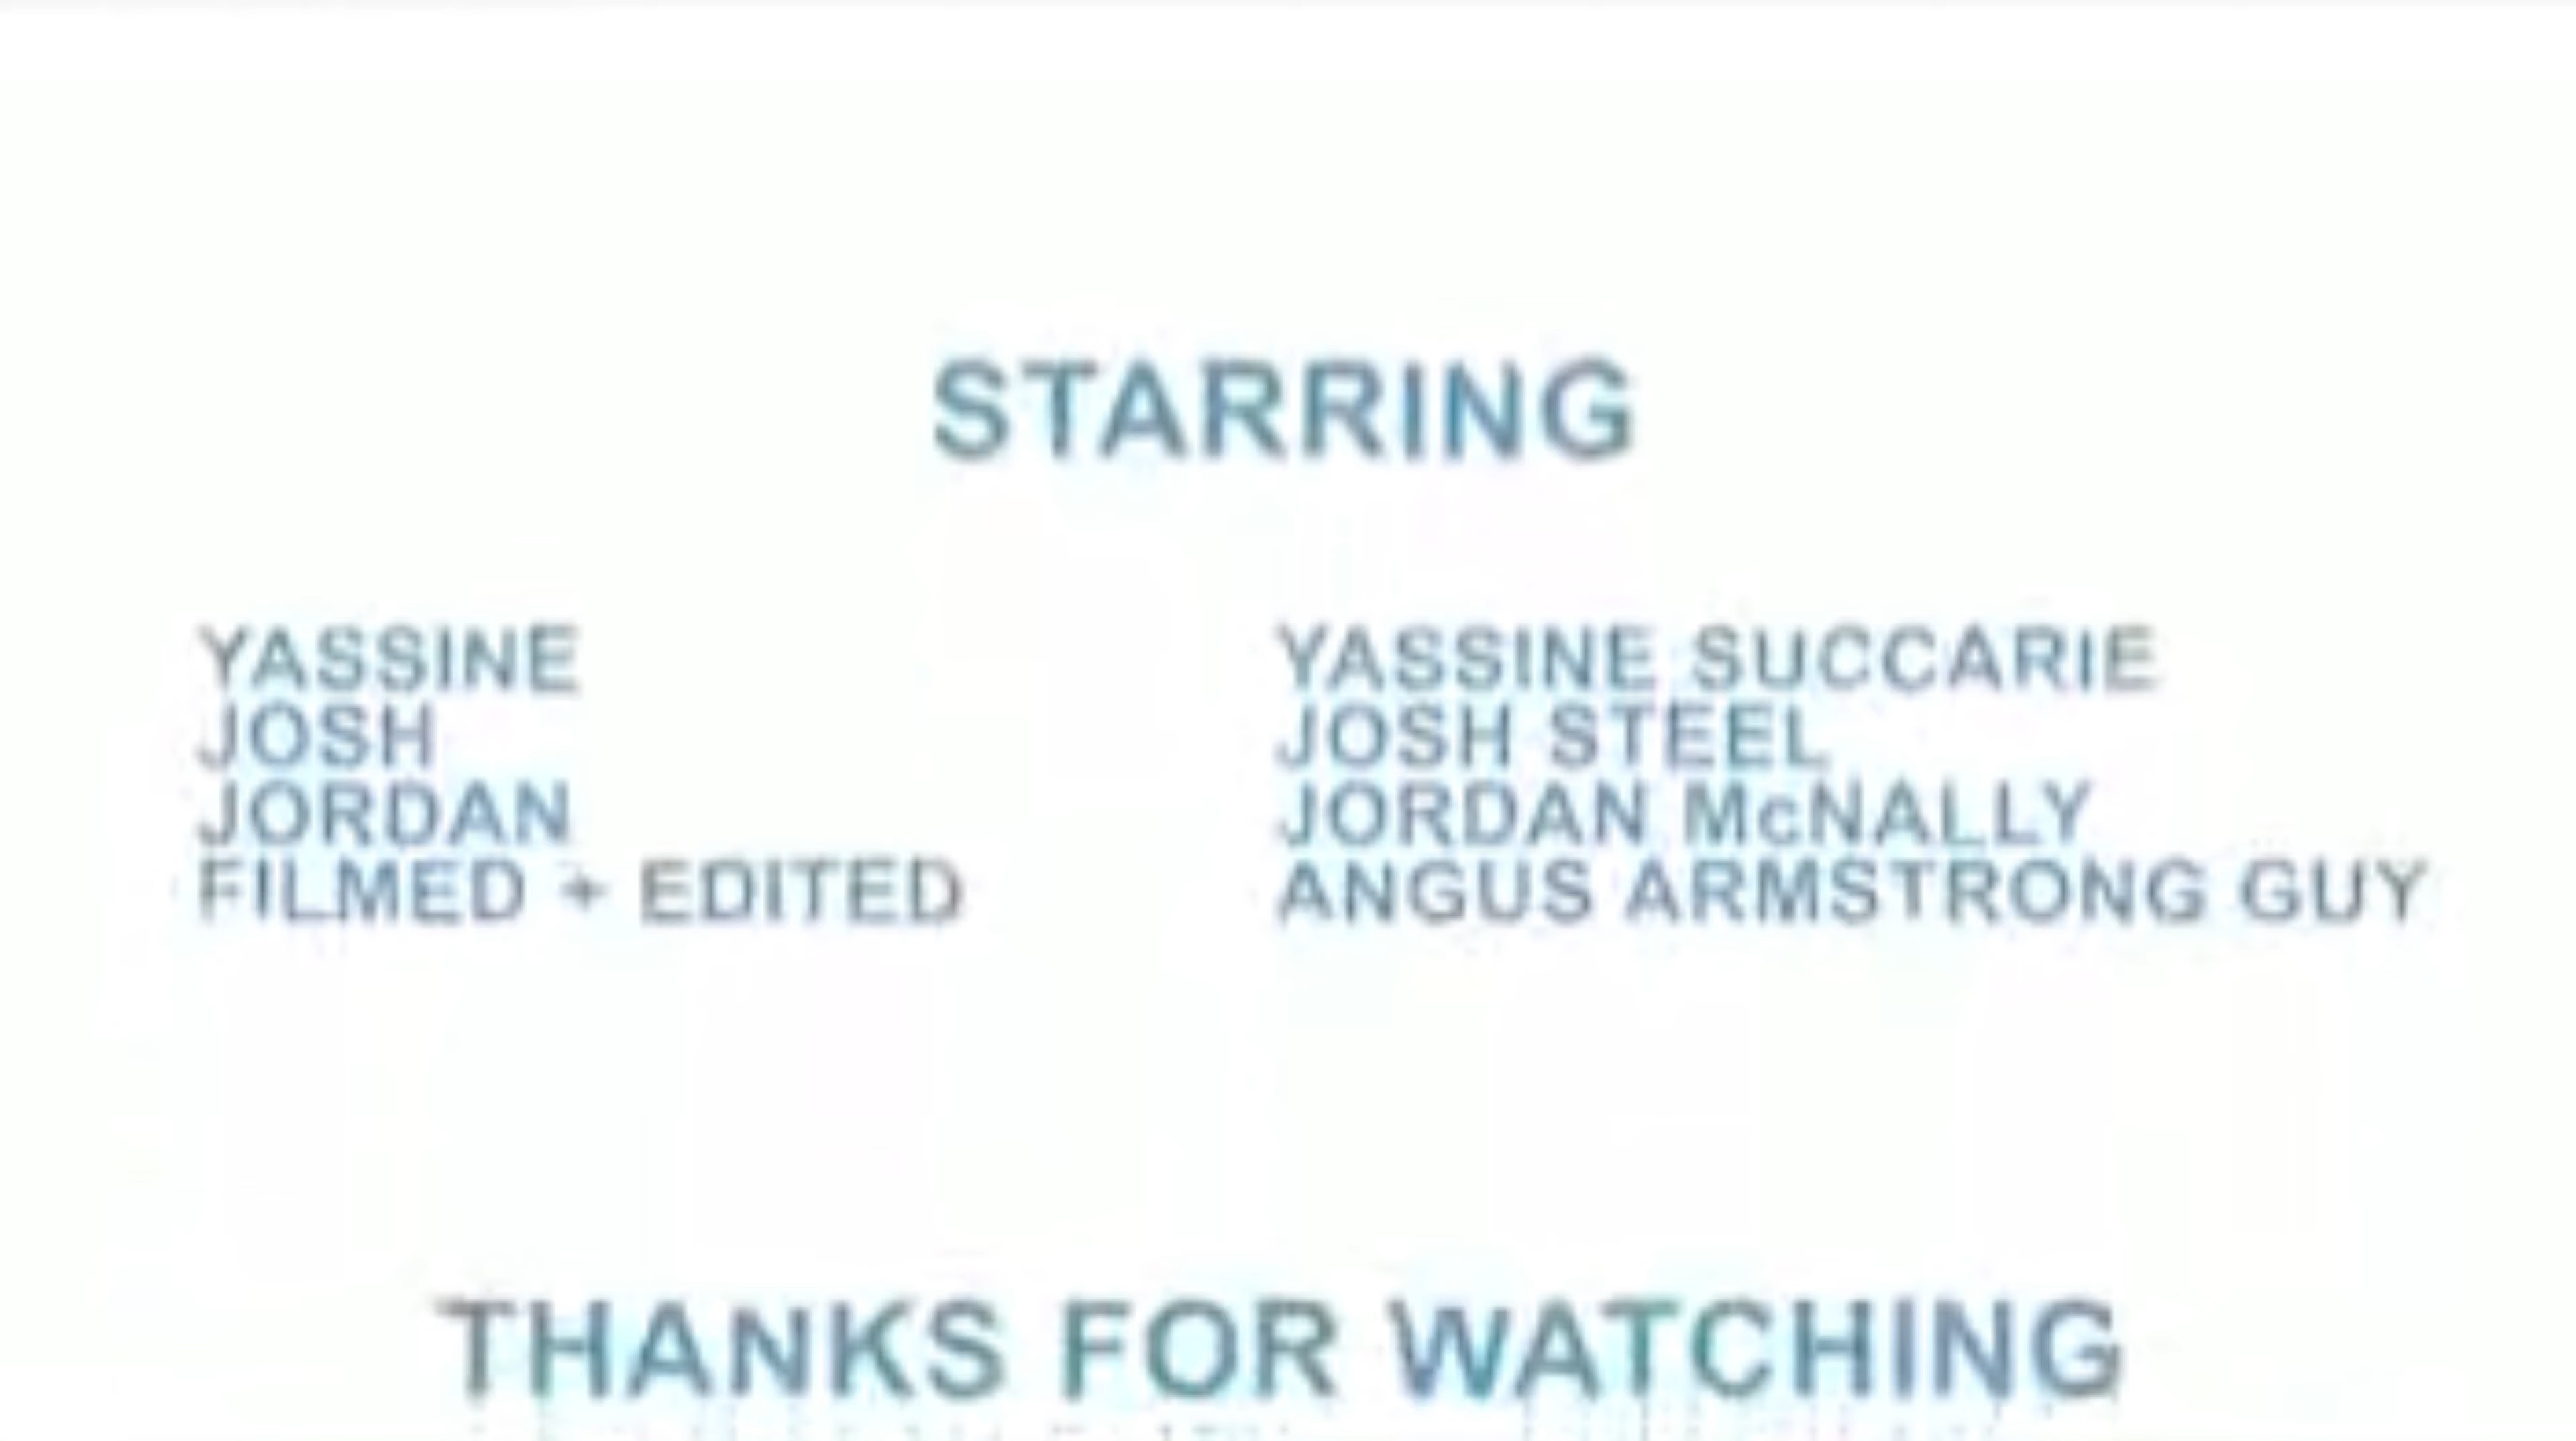 STARRING
YASSINE YASSINE SUCCARIE
JOSH JOSH STEEL
JORDAN JORDAN McNALLY
FILMED + EDITED ANGUS ARMSTRONG GUY
THANKS FOR WATCHING